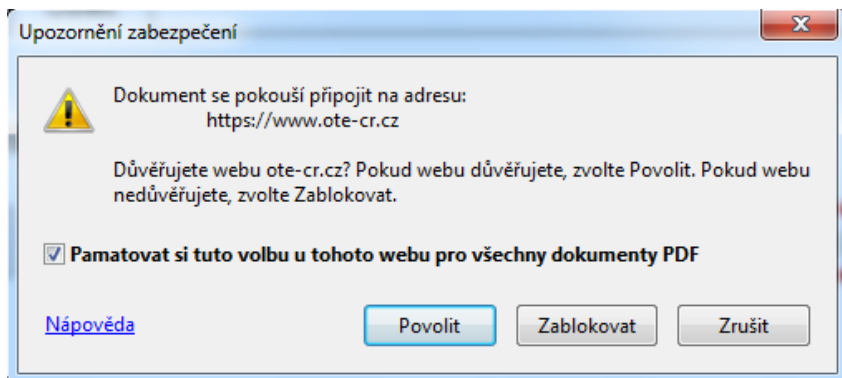 Upozornění zabezpečení
Dokument se pokouší připojit na adresu:
https://www.ote-cr.cz
Důvěřujete webu ote-cr.cz? Pokud webu důvěřujete, zvolte Povolit. Pokud webu
nedůvěřujete, zvolte Zablokovat.
Pamatovat si tuto volbu u tohoto webu pro všechny dokumenty PDF
Nápověda Povolit Zablokovat Zrušit